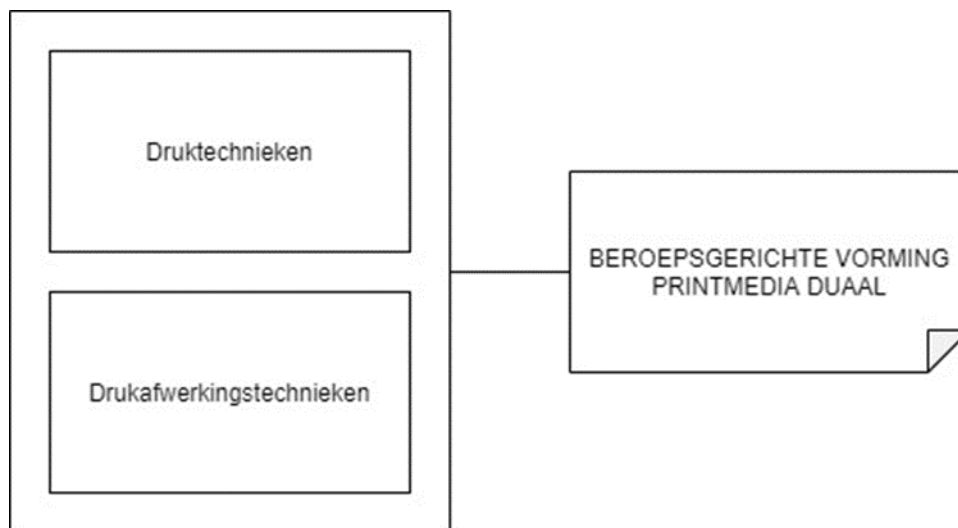 Druktechnieken
BEROEPSGERICHTE VORMING
PRINTMEDIA DUAAL
Drukafwerkingstechnieken